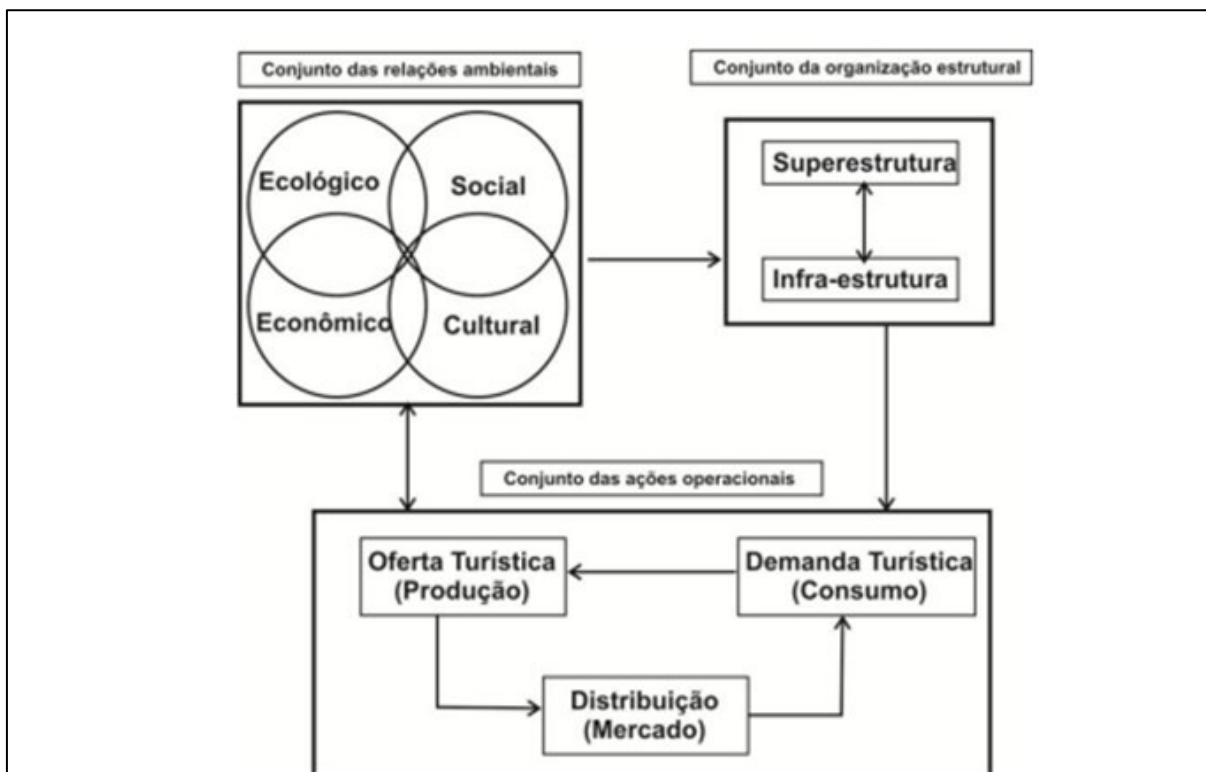 Conjunto das relações ambientais
Conjunto da organização estrutural
Ecológico
Social
Econômico
Cultural
Superestrutura
Infra-estrutura
Conjunto das ações operacionais
Oferta Turística
(Produção)
Demanda Turística
(Consumo)
Distribuição
(Mercado)